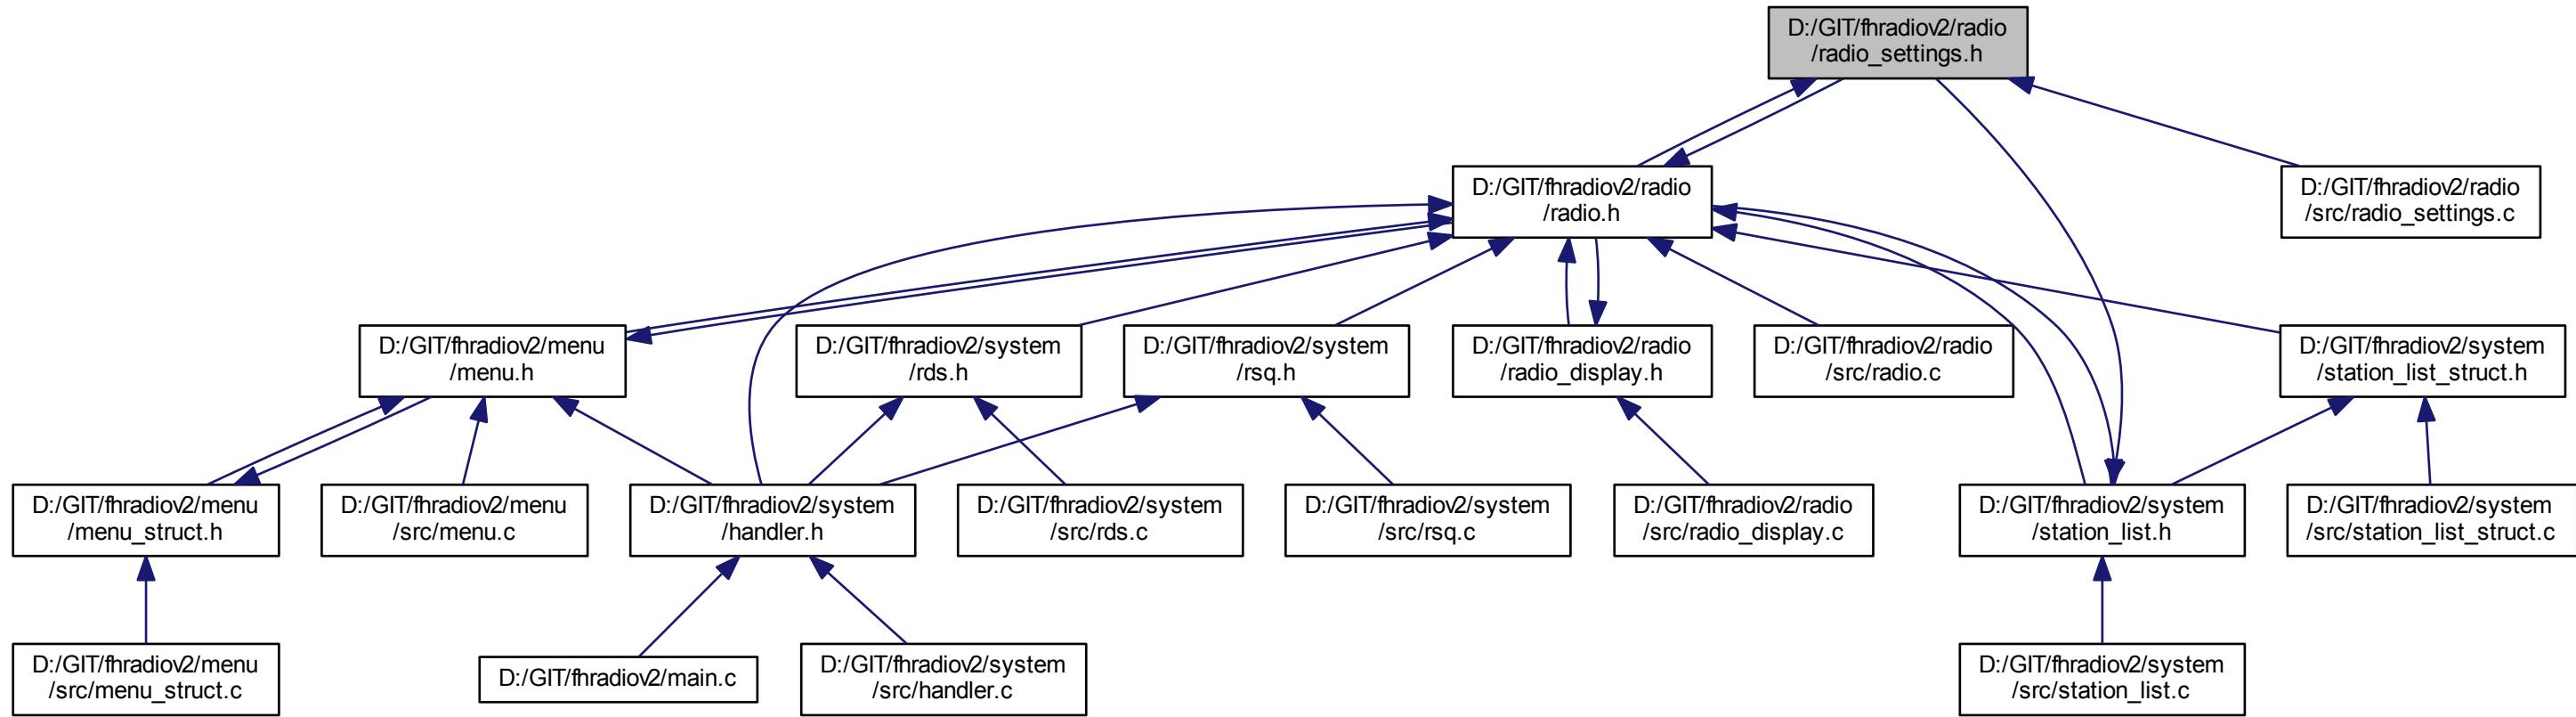 D:/GIT/fhradiov2/radio
/radio_settings.h
D:/GIT/fhradiov2/radio
/radio.h
D:/GIT/fhradiov2/radio
/src/radio_settings.c
D:/GIT/fhradiov2/menu
/menu.h
D:/GIT/fhradiov2/system
/rds.h
D:/GIT/fhradiov2/system
/rsq.h
D:/GIT/fhradiov2/radio
/radio_display.h
D:/GIT/fhradiov2/radio
/src/radio.c
D:/GIT/fhradiov2/system
/station_list_struct.h
D:/GIT/fhradiov2/menu
/menu_struct.h
D:/GIT/fhradiov2/menu
/src/menu.c
D:/GIT/fhradiov2/system
/handler.h
D:/GIT/fhradiov2/system
/src/rds.c
D:/GIT/fhradiov2/system
/src/rsq.c
D:/GIT/fhradiov2/radio
/src/radio_display.c
D:/GIT/fhradiov2/system
/station_list.h
D:/GIT/fhradiov2/system
/src/station_list_struct.c
D:/GIT/fhradiov2/menu
/src/menu_struct.c
D:/GIT/fhradiov2/main.c
D:/GIT/fhradiov2/system
/src/handler.c
D:/GIT/fhradiov2/system
/src/station_list.c